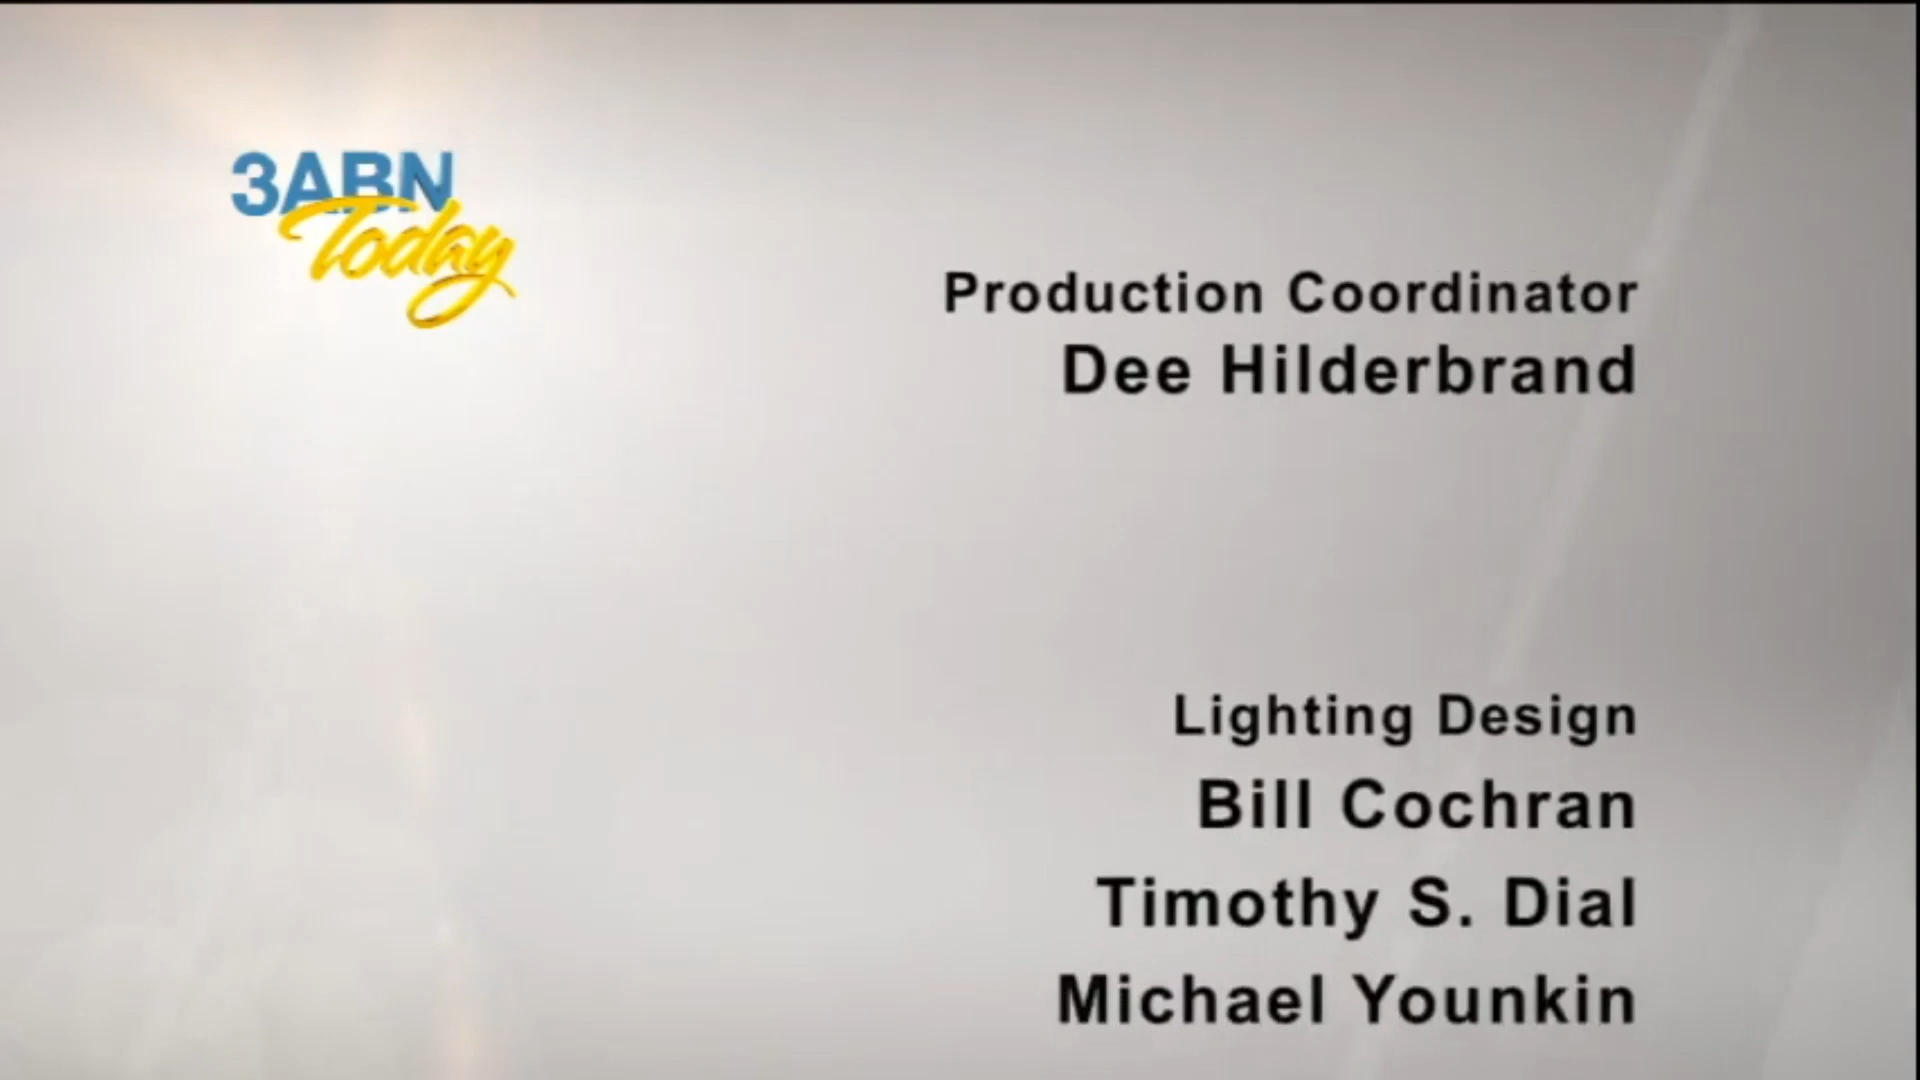 3ABN
Today
Production Coordinator
Dee Hilderbrand
Lighting Design
Bill Cochran
Timothy S. Dial
Michael Younkin